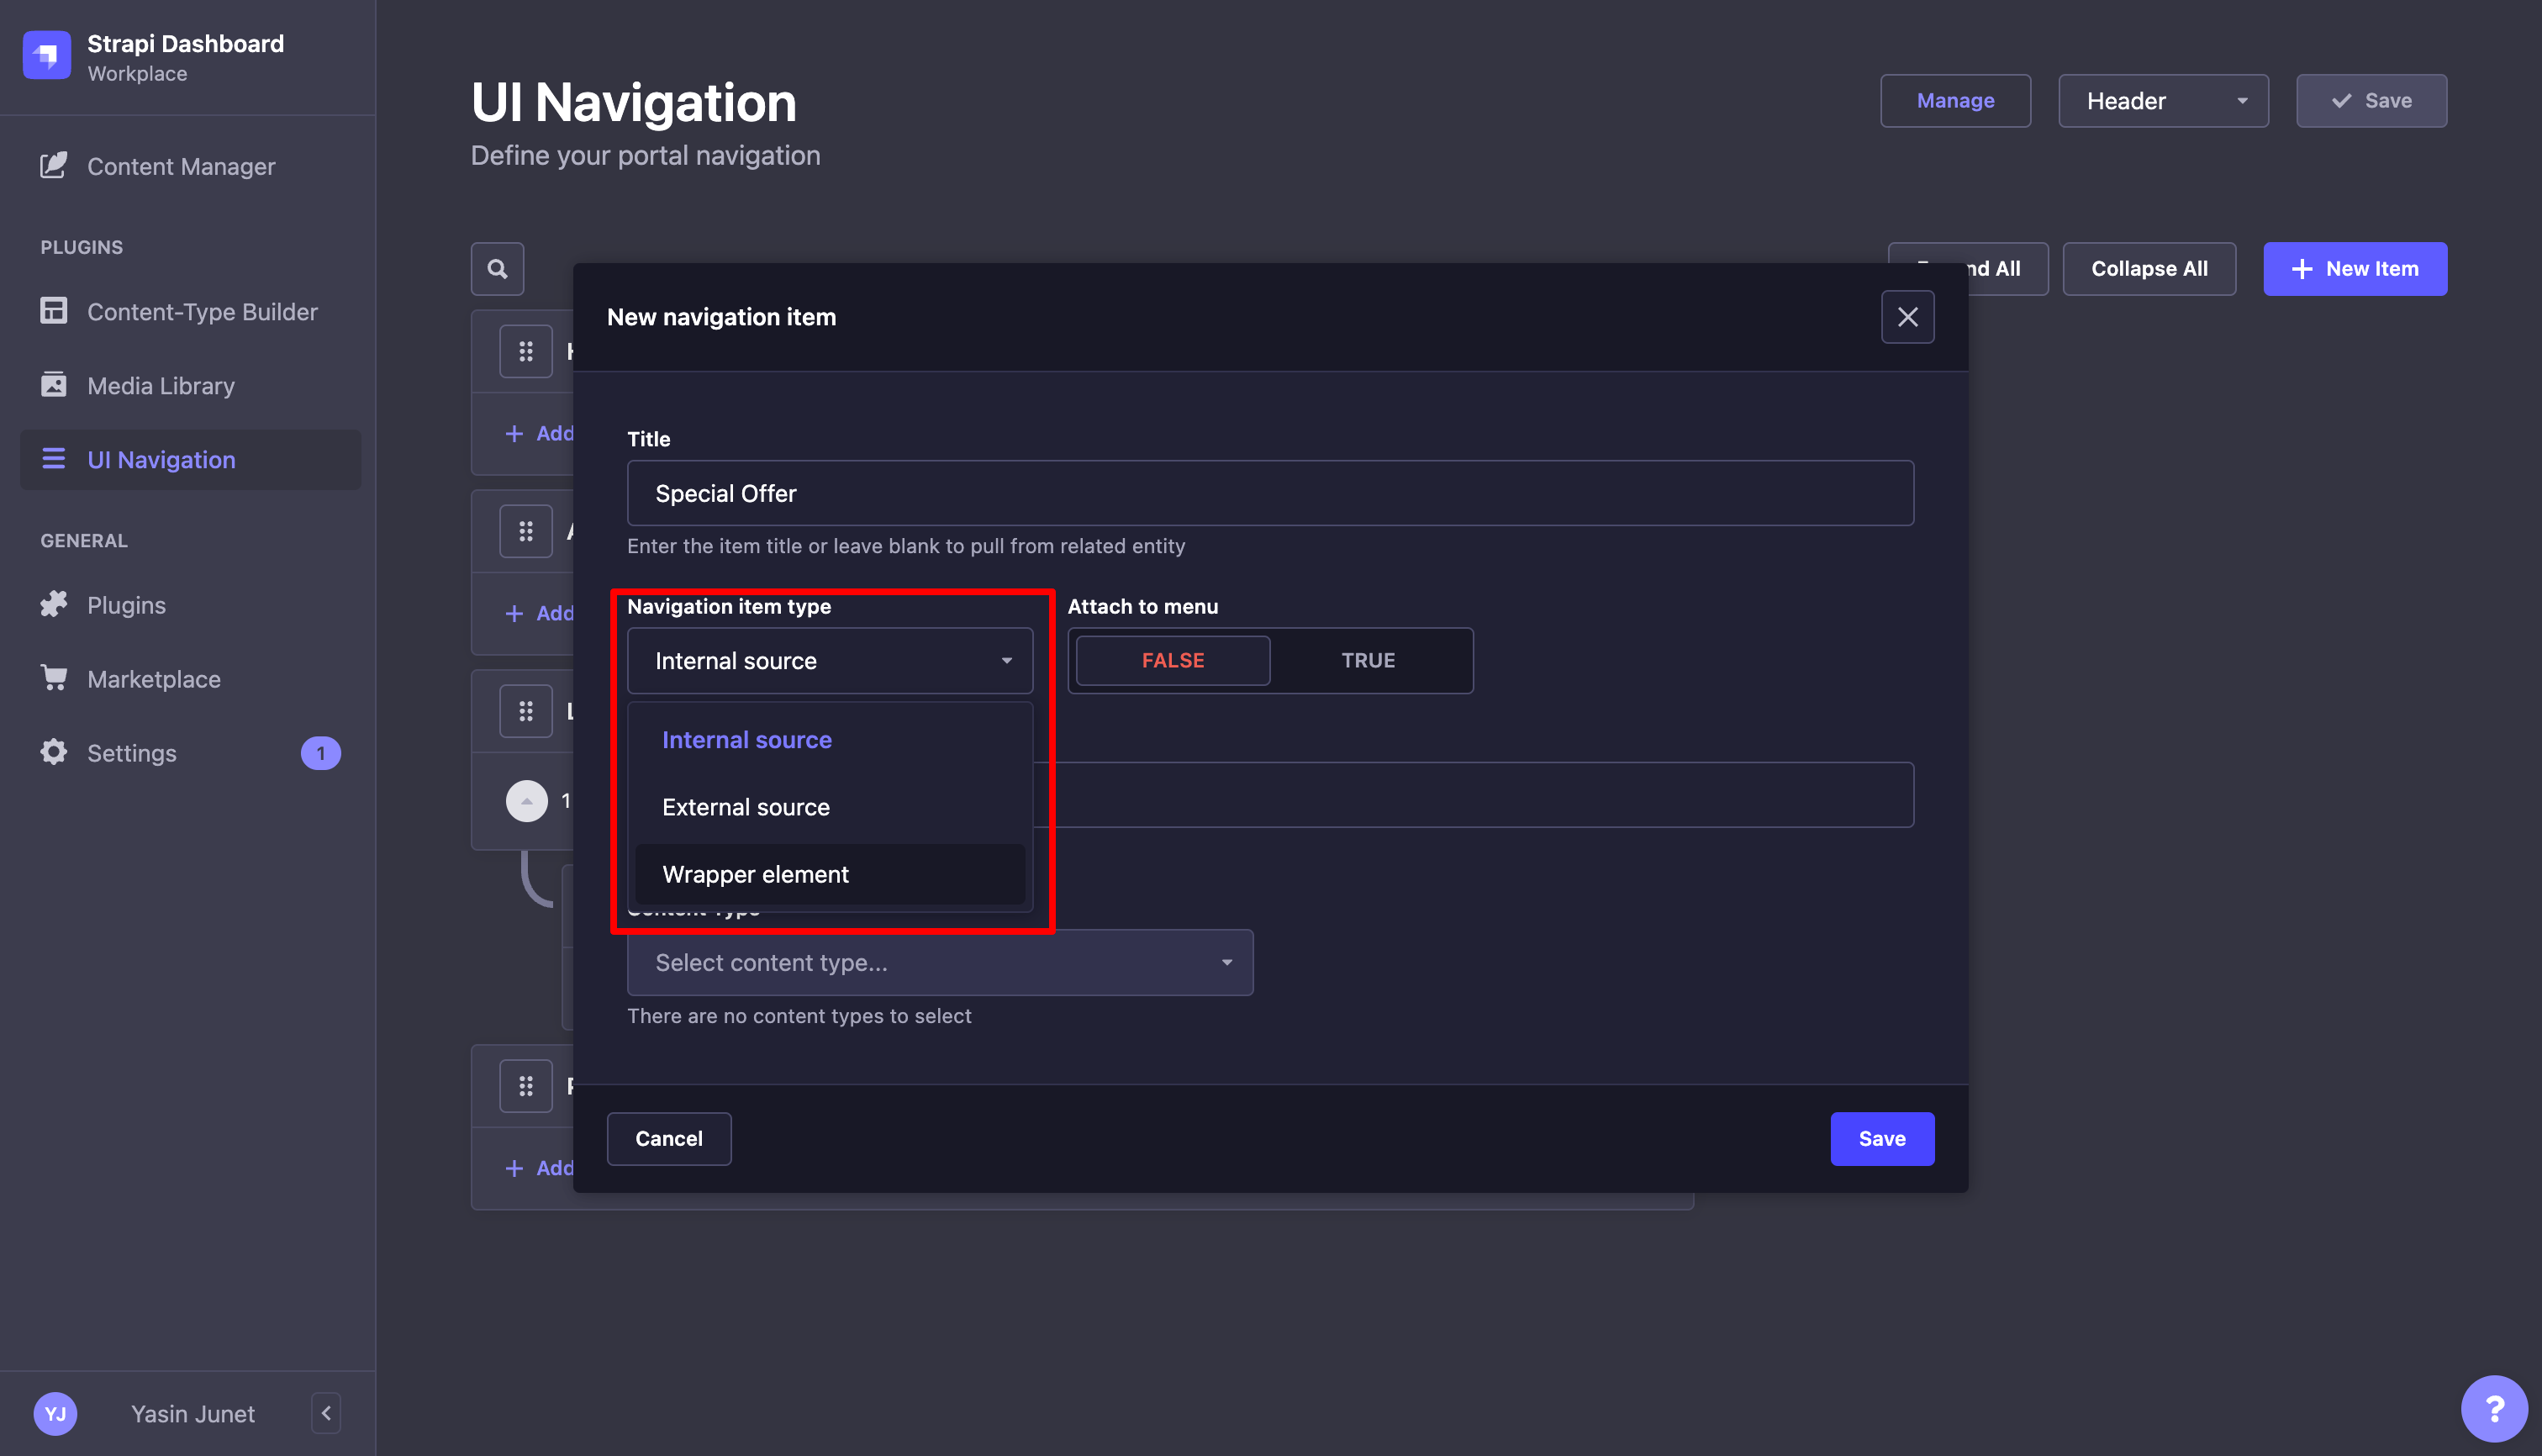 Strapi Dashboard
Workplace
Content Manager
PLUGINS
Content-Type Builder
Media Library
UI Navigation
GENERAL
Plugins
Marketplace
Settings
1
YJ
Yasin Junet
UI Navigation
Define your portal navigation
Manage
Header
Save
All
Collapse All
New Item
Add
Add
1
Add
New navigation item
Title
Special Offer
Enter the item title or leave blank to pull from related entity
Navigation item type
Internal source
Attach to menu
FALSE
TRUE
Internal source
External source
Wrapper element
Content Type
Select content type...
There are no content types to select
Cancel
Save
?